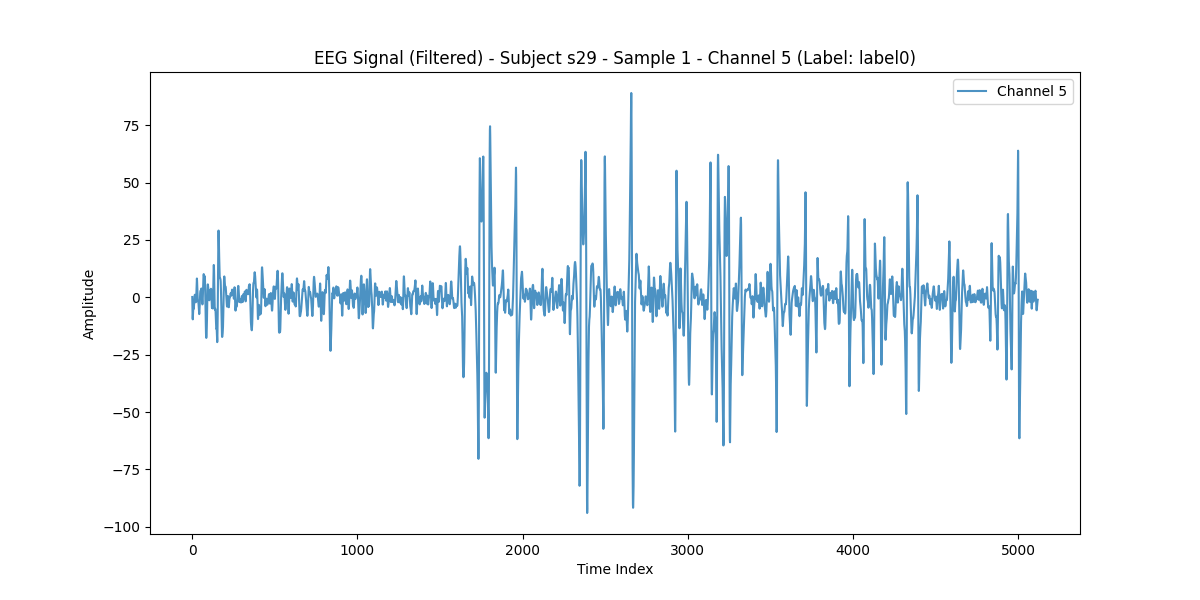 EEG Signal (Filtered) - Subject s29 - Sample 1 - Channel 5 (Label: label0)
Channel 5
75
50
25
0
−25
−50
−75
−100
Amplitude
0 1000 2000 3000 4000 5000
Time Index